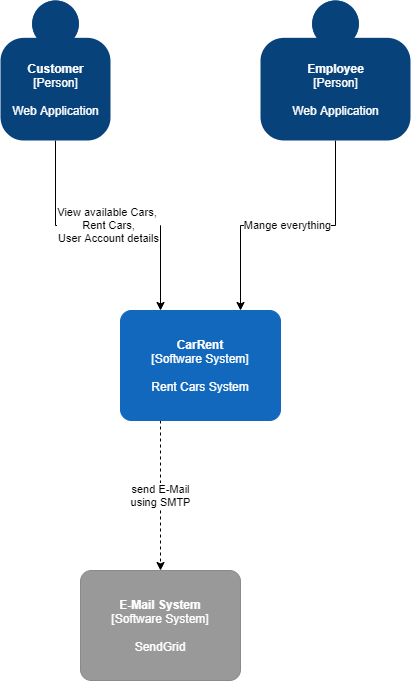 Customer
[Person]
Web Application
Employee
[Person]
Web Application
View available Cars,
Rent Cars,
User Account details
Mange everything
CarRent
[Software System]
Rent Cars System
send E-Mail
using SMTP
E-Mail System
[Software System]
SendGrid